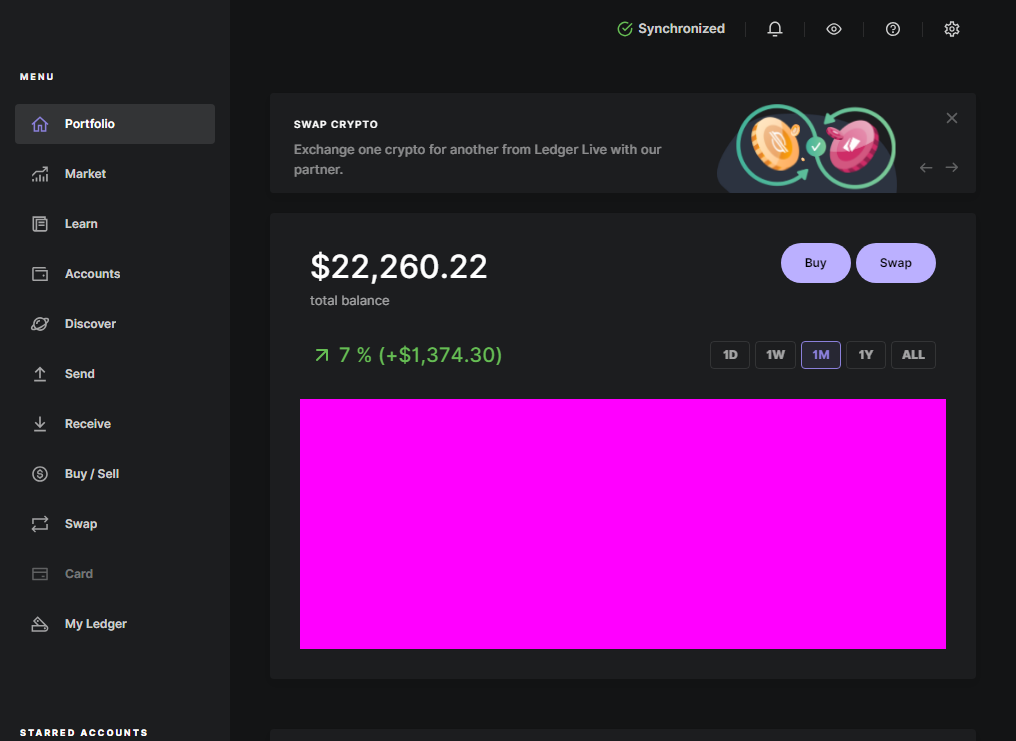 Synchronized
MENU
Portfolio
Market
Learn
Accounts
Discover
Send
Receive
Buy / Sell
Swap
Card
My Ledger
STARRED ACCOUNTS
SWAP CRYPTO
Exchange one crypto for another from Ledger Live with our
partner.
$22,260.22
total balance
Buy
Swap
7 % (+$1,374.30)
1D
1W
1M
1Y
ALL